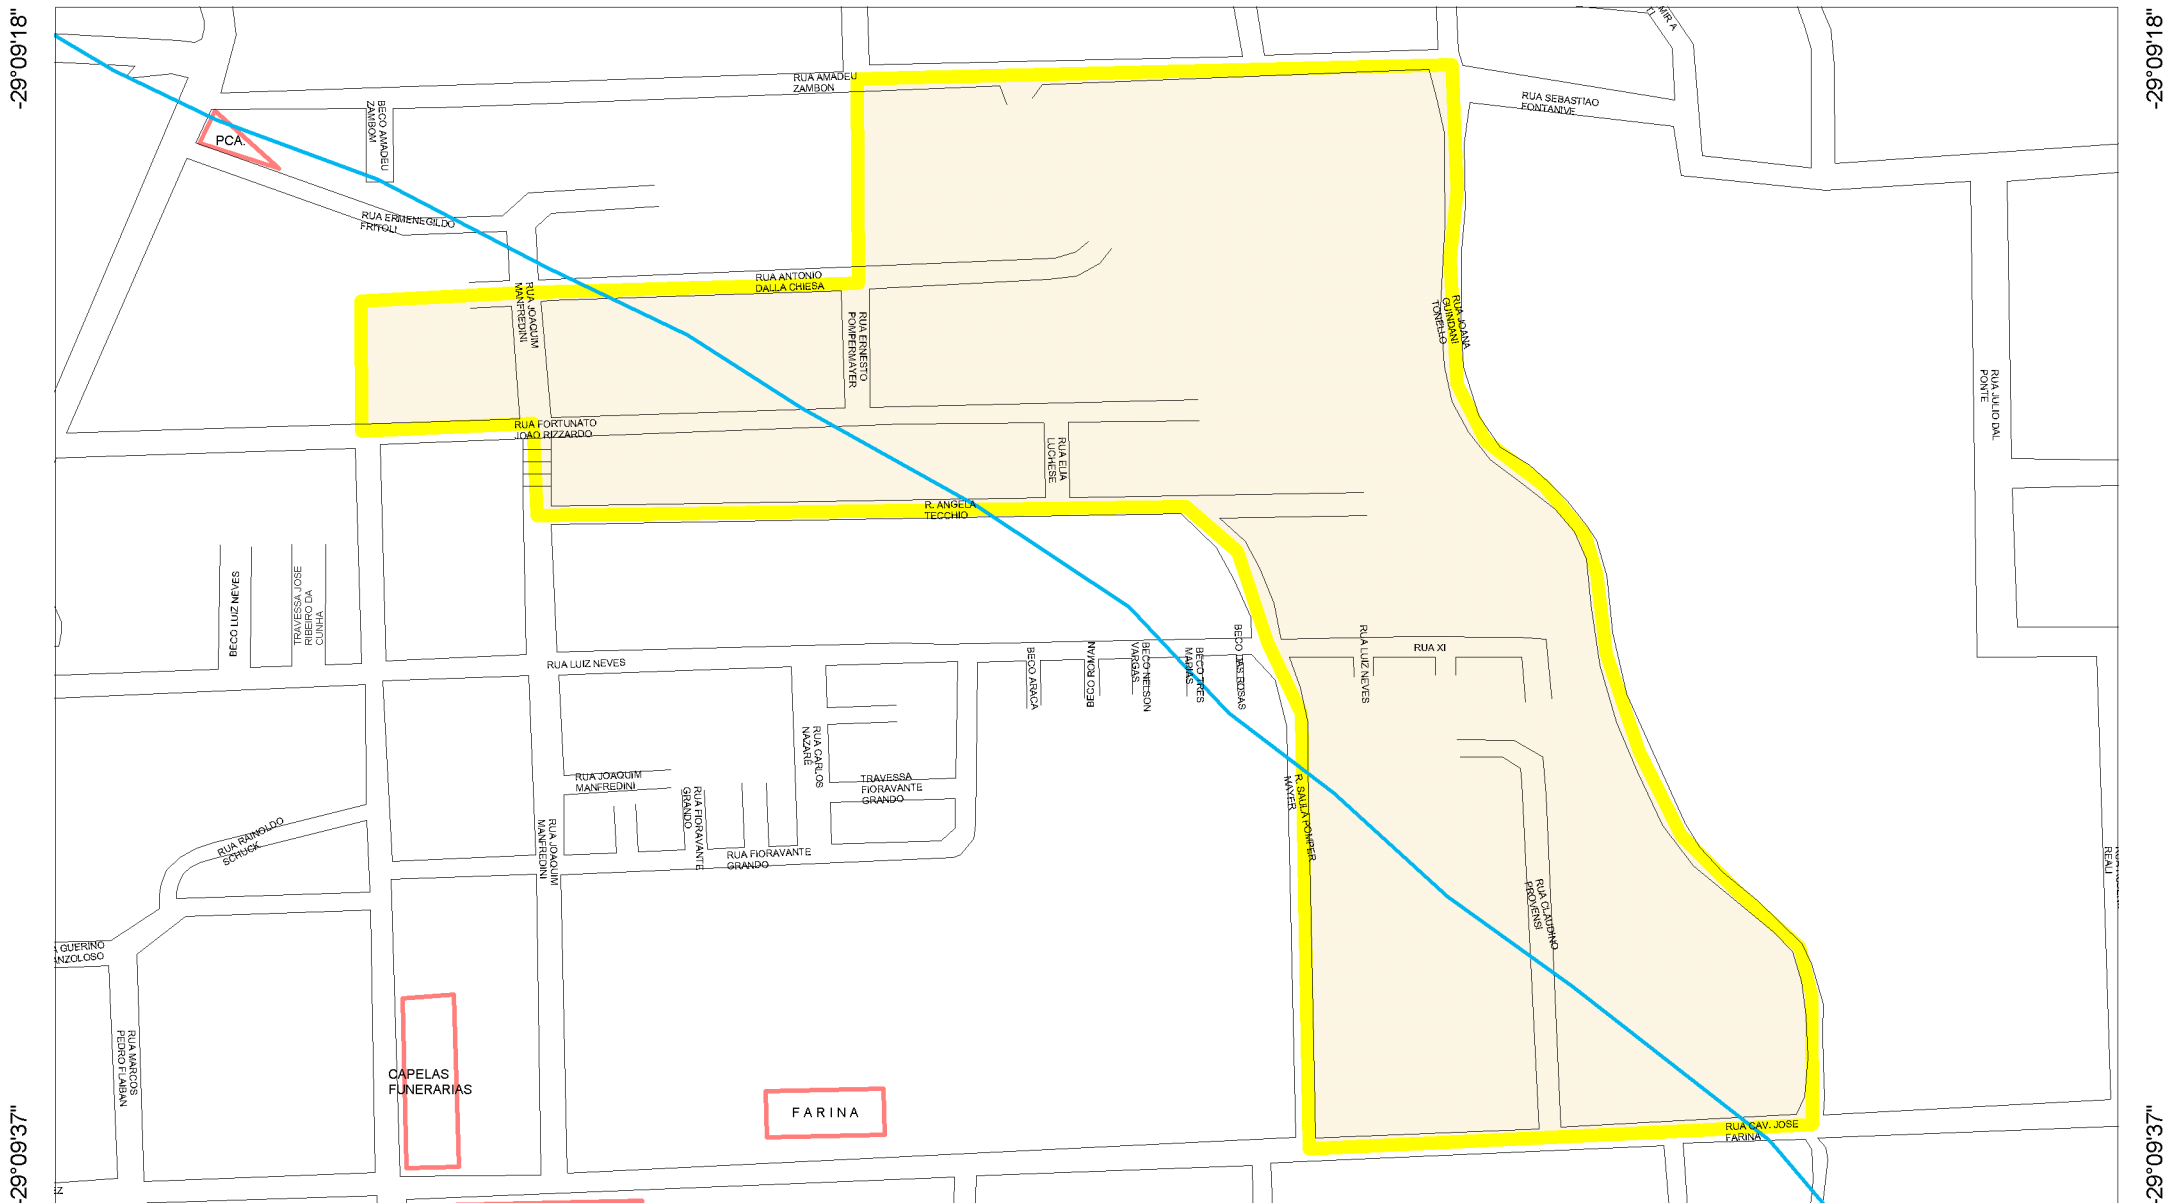 -29°09'18"
-29°09'18"
RUA AMADEU
ZAMBON
RUA SEBASTIAO
FONTANIVE
BECO AMADEU
ZAMBOM
PCA.
RUA ERMENEGILDO
FRITOLI
RUA ANTONIO
DALLA CHIESA
RUA JOAQUIM
MANFREDINI
RUA ERNESTO
POMPERMAYER
RUA JOANA
GUINDANI
TONELLO
RUA JULIO DAL
PONTE
RUA FORTUNATO
JOAO RIZZARDO
RUA ELIA
LUCHESE
R. ANGELA
TECCHIO
BECO LUIZ NEVES
TRAVESSA JOSE
RIBEIRO DA
CUNHA
RUA LUIZ NEVES
BECO ARACA
BECO ROMAN
BECO NELSON
VARGAS
BECO TRES
MARIAS
BECO DAS ROSAS
RUA LUIZ NEVES
RUA XI
RUA CARLOS
NAZARÉ
RUA JOAQUIM
MANFREDINI
RUA FIORAVANTE
GRANDO
TRAVESSA
FIORAVANTE
GRANDO
R. SAUL A POMPER
MAYER
RUA RAINOLDO
SCHUCK
RUA JOAQUIM
MANFREDINI
RUA FIORAVANTE
GRANDO
REALI
RUA CLAUDINO
PROVENSI
A GUERINO
ANZOLOSO
RUA MARCOS
PEDRO FLAIBAN
CAPELAS
FUNERARIAS
FARINA
RUA CAV. JOSE
FARINA
-29°09'37"
-29°09'37"